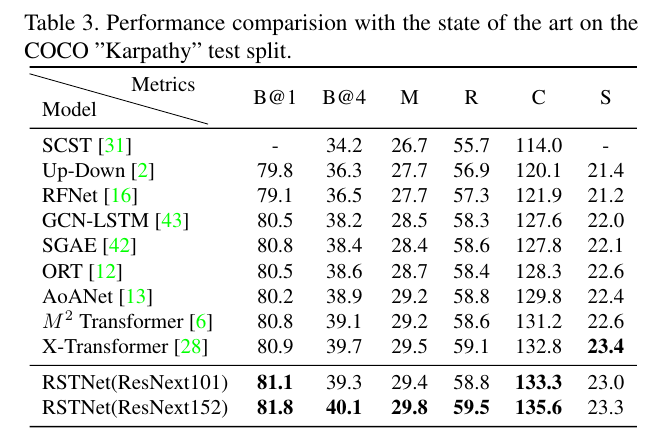 Table 3. Performance comparision with the state of the art on the
COCO ”Karpathy” test split.
Metrics
Model
B@1 B@4 M R C S
SCST [31] - 34.2 26.7 55.7 114.0 -
Up-Down [2] 79.8 36.3 27.7 56.9 120.1 21.4
RFNet [16] 79.1 36.5 27.7 57.3 121.9 21.2
GCN-LSTM [43] 80.5 38.2 28.5 58.3 127.6 22.0
SGAE [42] 80.8 38.4 28.4 58.6 127.8 22.1
ORT [12] 80.5 38.6 28.7 58.4 128.3 22.6
AoANet [13] 80.2 38.9 29.2 58.8 129.8 22.4
M² Transformer [6] 80.8 39.1 29.2 58.6 131.2 22.6
X-Transformer [28] 80.9 39.7 29.5 59.1 132.8 23.4
RSTNet(ResNext101) 81.1 39.3 29.4 58.8 133.3 23.0
RSTNet(ResNext152) 81.8 40.1 29.8 59.5 135.6 23.3